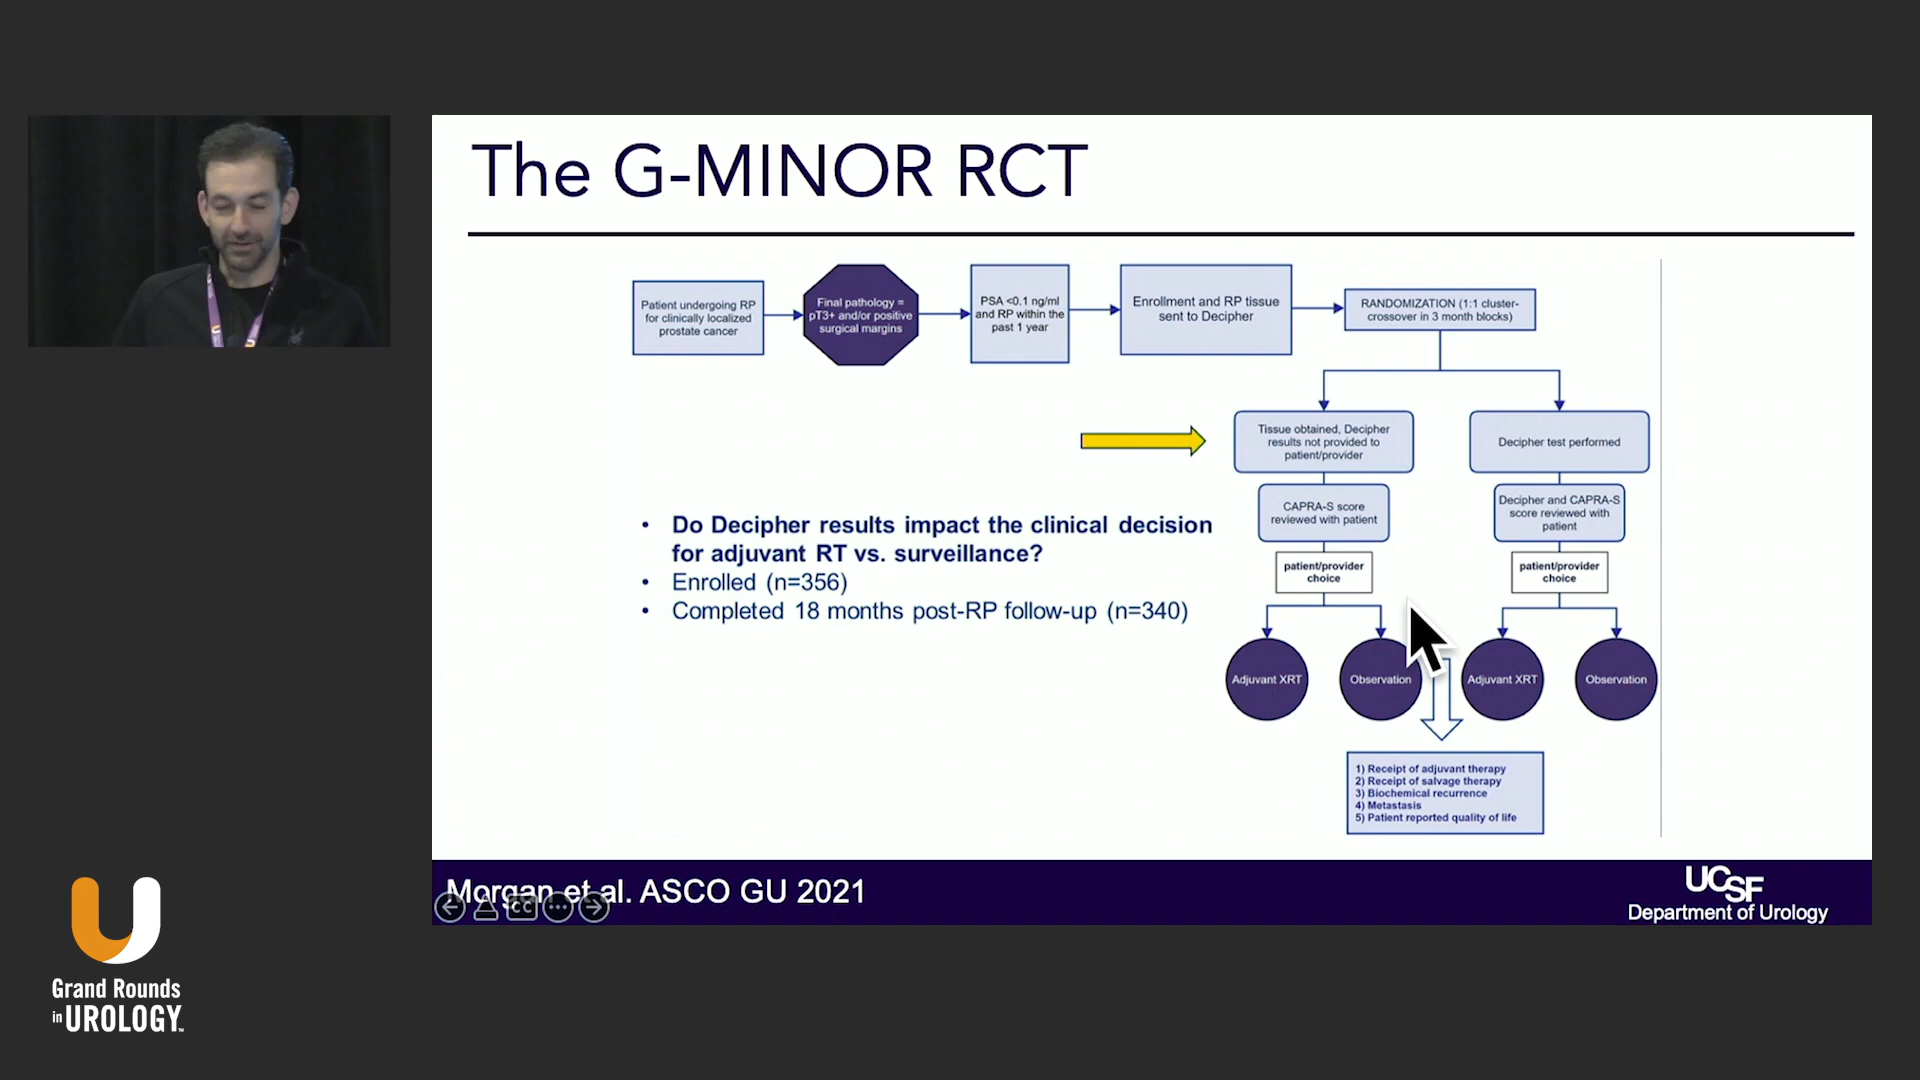 The G-MINOR RCT
Patient undergoing RP
for clinically localized
prostate cancer
Final pathology =
pT3+ and/or positive
surgical margins
PSA <0.1 ng/ml
and RP within the
past 1 year
Enrollment and RP tissue
sent to Decipher
RANDOMIZATION (1:1 cluster-
crossover in 3 month blocks)
Tissue obtained, Decipher
results not provided to
patient/provider
Decipher test performed
CAPRA-S score
reviewed with patient
Decipher and CAPRA-S
score reviewed with
patient
patient/provider
choice
patient/provider
choice
• Do Decipher results impact the clinical decision
for adjuvant RT vs. surveillance?
• Enrolled (n=356)
• Completed 18 months post-RP follow-up (n=340)
Adjuvant XRT
Observation
Adjuvant XRT
Observation
1) Receipt of adjuvant therapy
2) Receipt of salvage therapy
3) Biochemical recurrence
4) Metastasis
5) Patient reported quality of life
Morgan et al. ASCO GU 2021
CC
UCSF
Department of Urology
Grand Rounds
in UROLOGY™